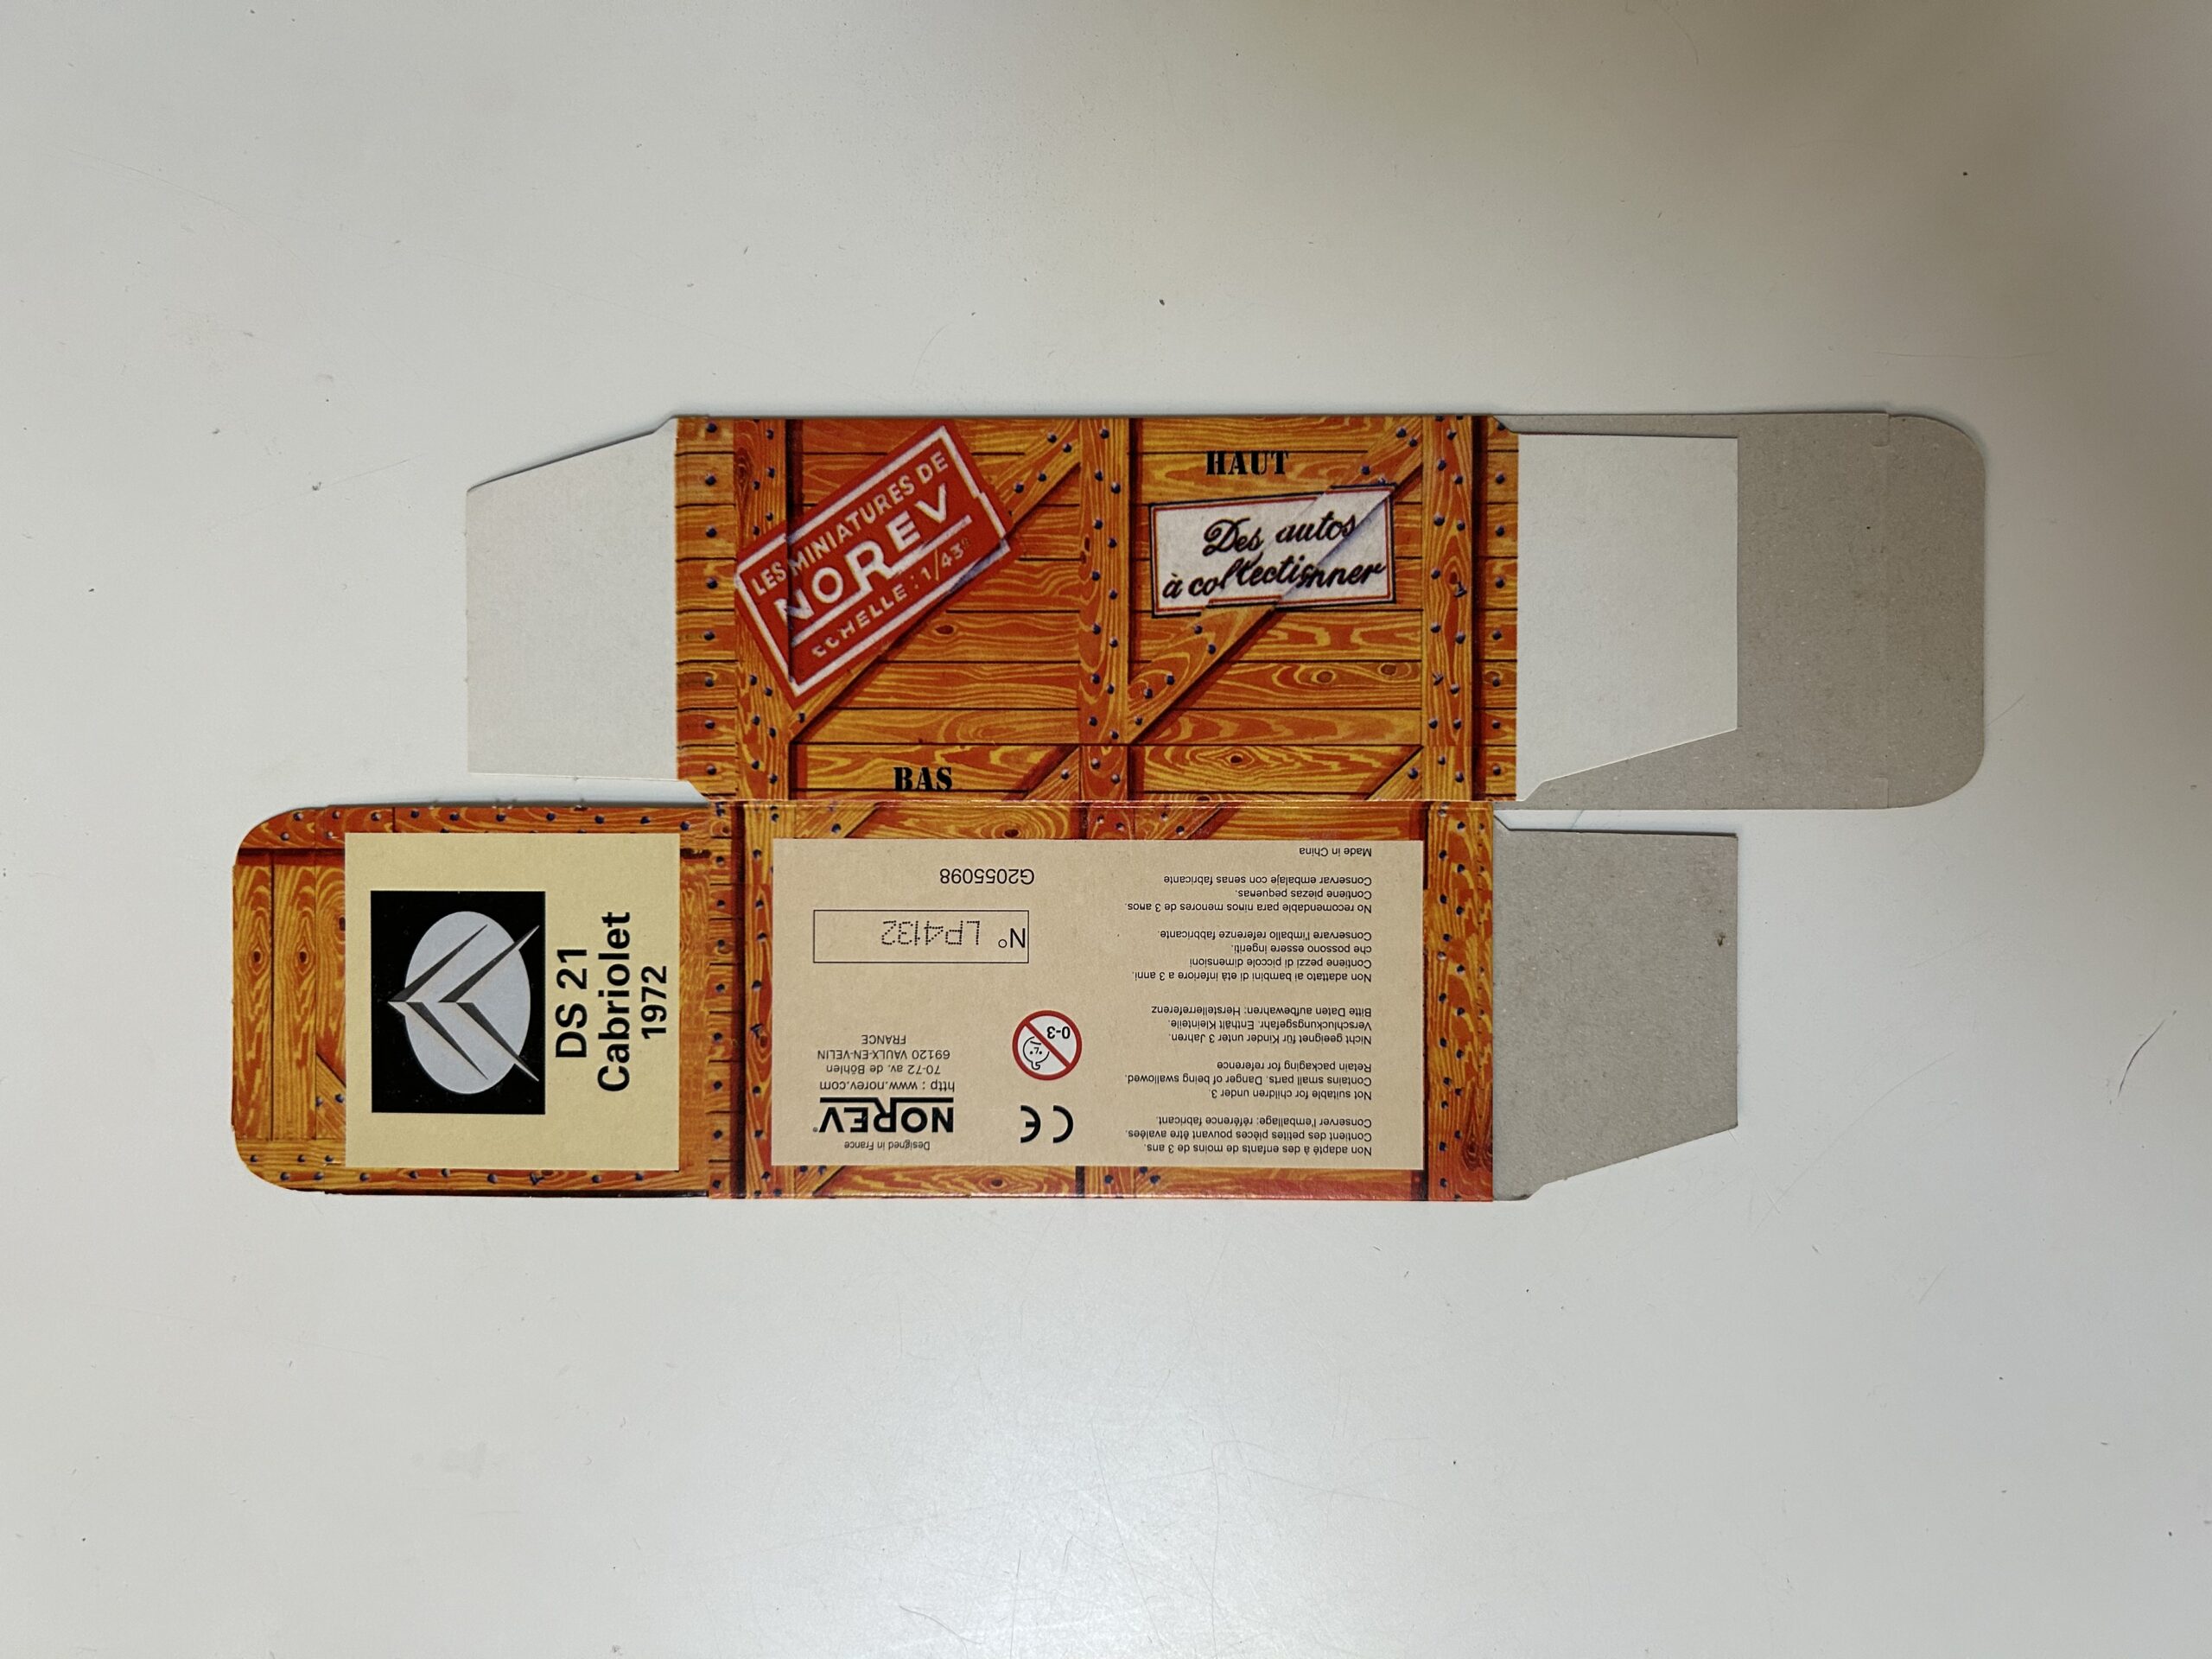 LES MINIATURES DE
NOREV
ECHELLE : 1/43e
HAUT
Des autos
à collectionner
BAS
DS 21
Cabriolet
1972
Non adapté à des enfants de moins de 3 ans.
Contient des petites pièces pouvant être avalées.
Conserver l'emballage: référence fabricant.
Not suitable for children under 3.
Contains small parts. Danger of being swallowed.
Retain packaging for reference
Nicht geeignet für Kinder unter 3 Jahren.
Verschluckungsgefahr. Enthält Kleinteile.
Bitte Daten aufbewahren: Herstellerreferenz
Non adattato ai bambini di età inferiore a 3 anni.
Contiene pezzi di piccole dimensioni
che possono essere ingeriti.
Conservare l'imballo referenze fabbricante.
No recomendable para ninos menores de 3 anos.
Contiene piezas pequenas.
Conservar embalaje con senas fabricante
Made in China
CE
0-3
Designed in France
NOREV®
http : www.norev.com
70-72 av. de Böhlen
69120 VAULX-EN-VELIN
FRANCE
N° LP4132
G2055098